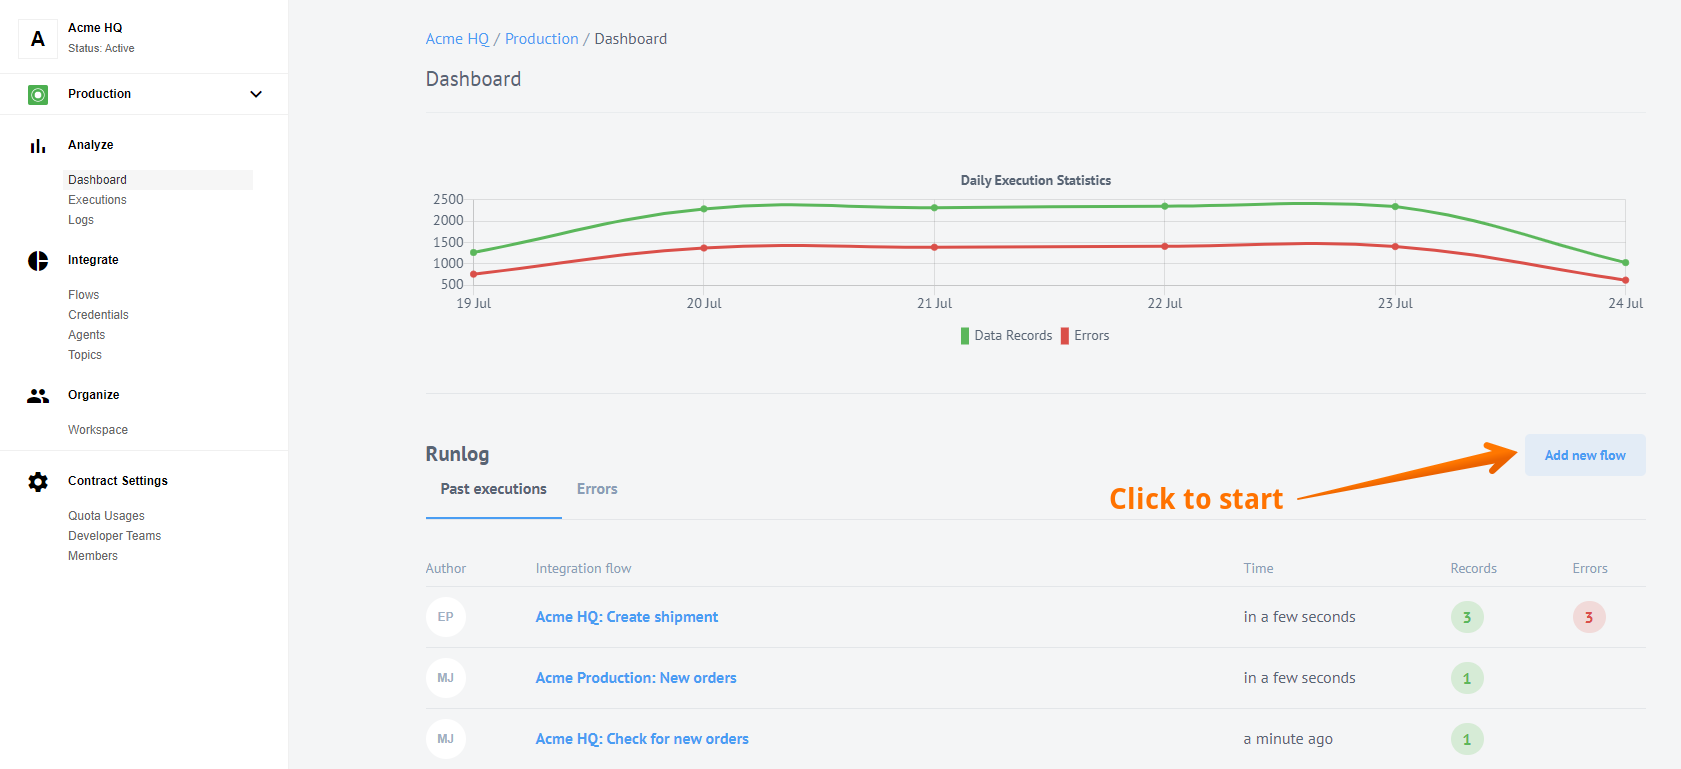 A
Acme HQ
Status: Active
Production
Analyze
Dashboard
Executions
Logs
Integrate
Flows
Credentials
Agents
Topics
Organize
Workspace
Contract Settings
Quota Usages
Developer Teams
Members
Acme HQ / Production / Dashboard
Dashboard
Daily Execution Statistics
2500
2000
1500
1000
500
19 Jul 20 Jul 21 Jul 22 Jul 23 Jul 24 Jul
Data Records Errors
Runlog
Add new flow
Click to start
Past executions Errors
Author Integration flow Time Records Errors
EP Acme HQ: Create shipment in a few seconds 3 3
MJ Acme Production: New orders in a few seconds 1
MJ Acme HQ: Check for new orders a minute ago 1